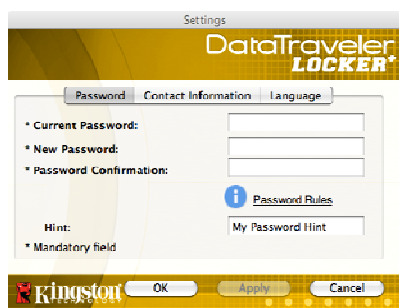 Settings
DataTraveler
LOCKER+
Password Contact Information Language
* Current Password:
* New Password:
* Password Confirmation:
Password Rules
Hint: My Password Hint
* Mandatory field
Kingston OK Apply Cancel
TECHNOLOGY